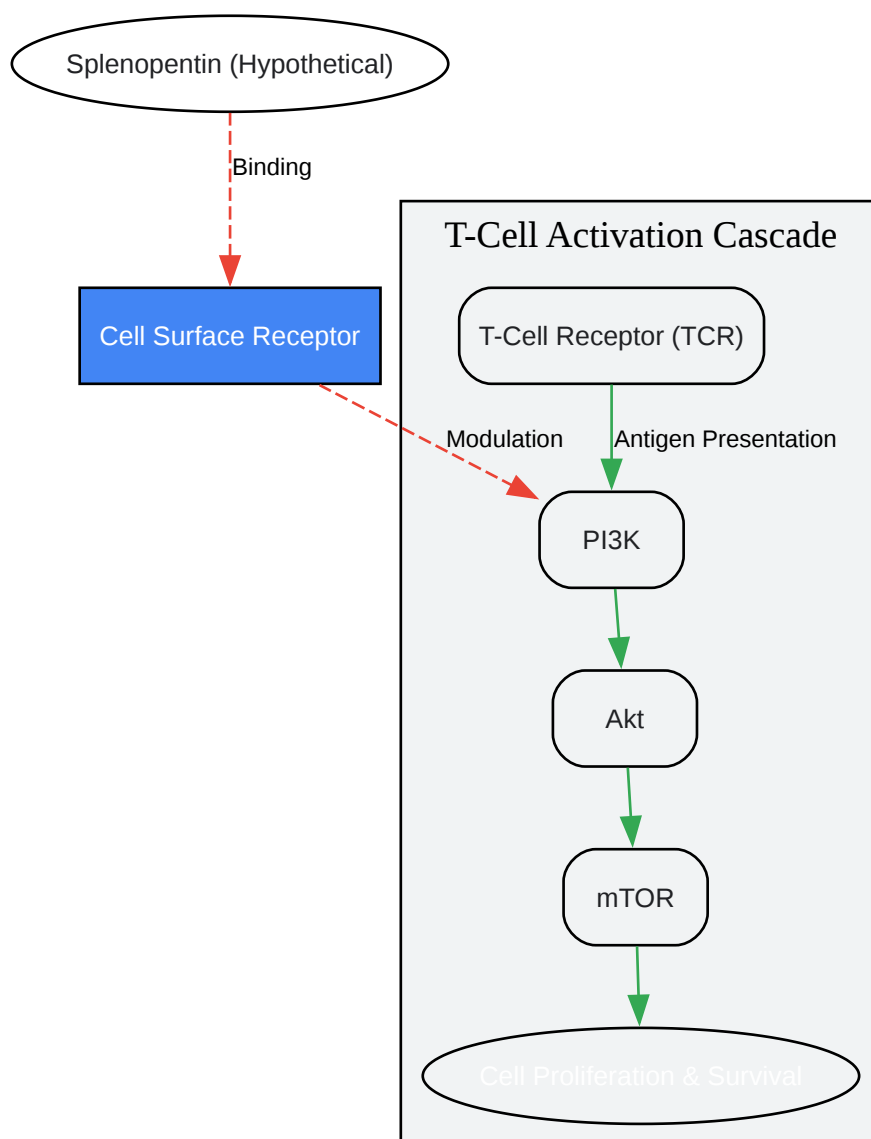 Splenopentin (Hypothetical)
Binding
T-Cell Activation Cascade
Cell Surface Receptor
T-Cell Receptor (TCR)
Modulation
Antigen Presentation
PI3K
Akt
mTOR
Cell Proliferation & Survival